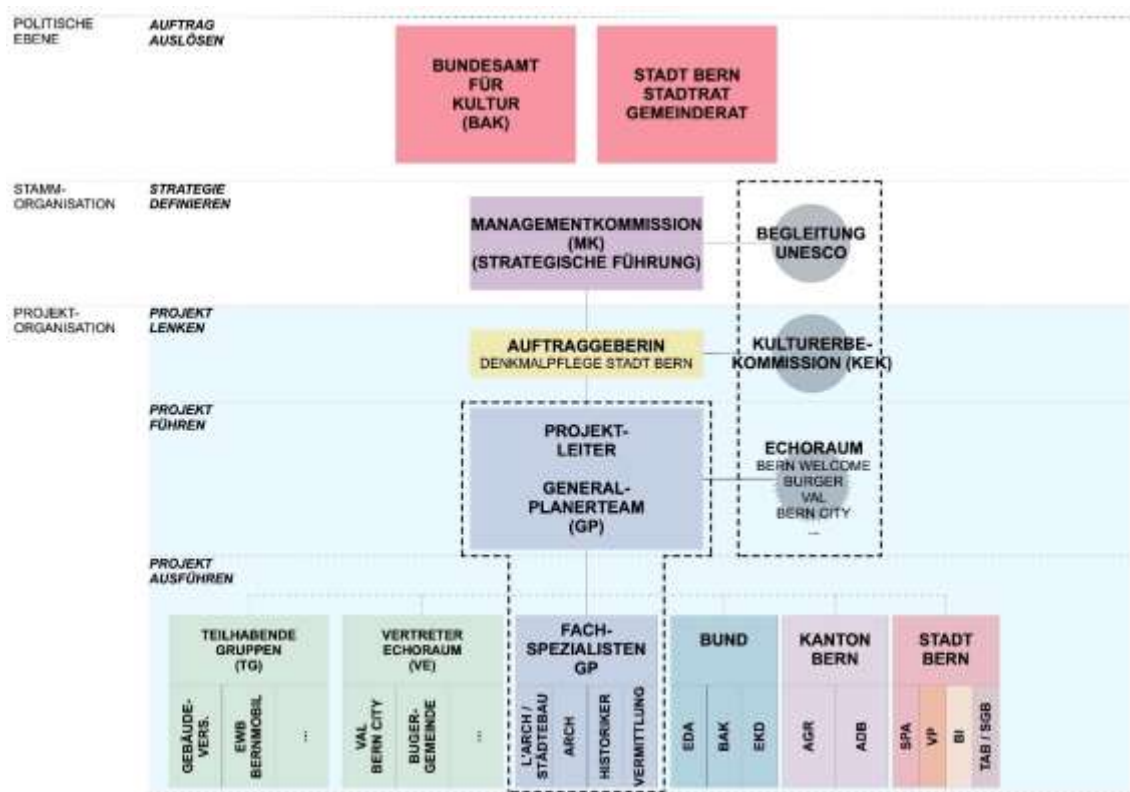 POLITISCHE
EBENE
AUFTRAG
AUSLÖSEN
BUNDESAMT
FÜR
KULTUR
(BAK)
STADT BERN
STADTRAT
GEMEINDERAT
STAMM-
ORGANISATION
STRATEGIE
DEFINIEREN
MANAGEMENTKOMMISSION
(MK)
(STRATEGISCHE FÜHRUNG)
BEGLEITUNG
UNESCO
PROJEKT-
ORGANISATION
PROJEKT
LENKEN
AUFTRAGGEBERIN
DENKMALPFLEGE STADT BERN
KULTURERBE-
KOMMISSION (KEK)
PROJEKT
FÜHREN
PROJEKT-
LEITER
GENERAL-
PLANERTEAM
(GP)
ECHORAUM
BERN WELCOME
BURGER
VAL
BERN CITY
...
PROJEKT
AUSFÜHREN
TEILHABENDE
GRUPPEN
(TG)
GEBÄUDE-
VERS.
EWB
BERNMOBIL
...
VERTRETER
ECHORAUM
(VE)
VAL
BERN CITY
BUGER-
GEMEINDE
...
FACH-
SPEZIALISTEN
GP
L'ARCH /
STÄDTEBAU
ARCH
HISTORIKER
VERMITTLUNG
BUND
EDA
BAK
EKD
KANTON
BERN
AGR
ADB
STADT
BERN
SPA
VP
BI
TAB / SGB